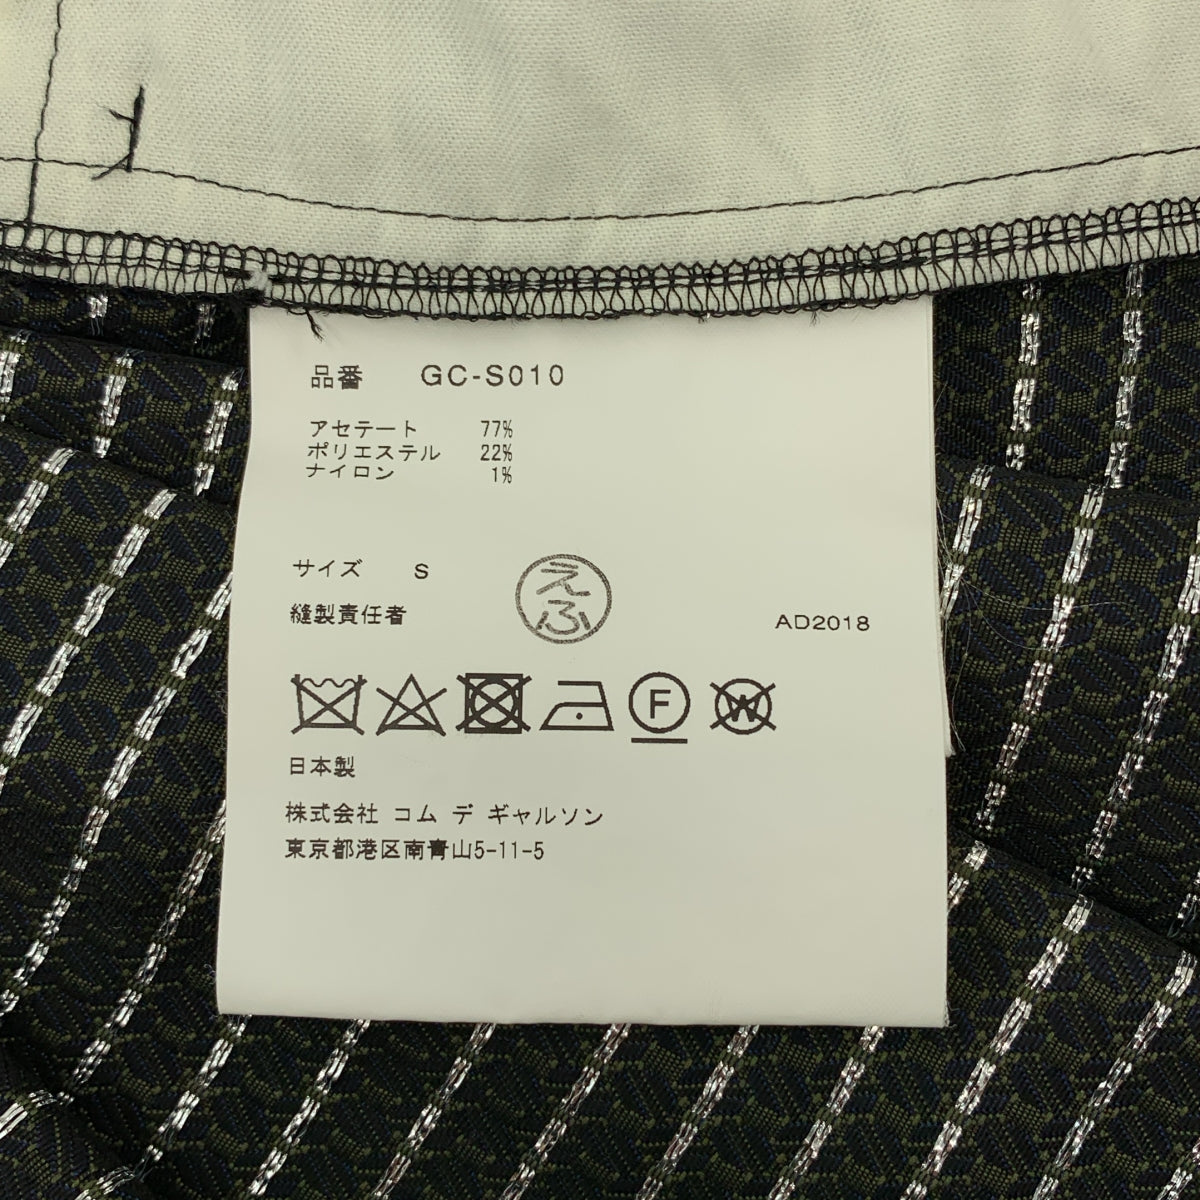 品番 GC-S010
アセテート 77%
ポリエステル 22%
ナイロン 1%
サイズ S
縫製責任者 えふ AD2018
F W
日本製
株式会社 コム デ ギャルソン
東京都港区南青山5-11-5